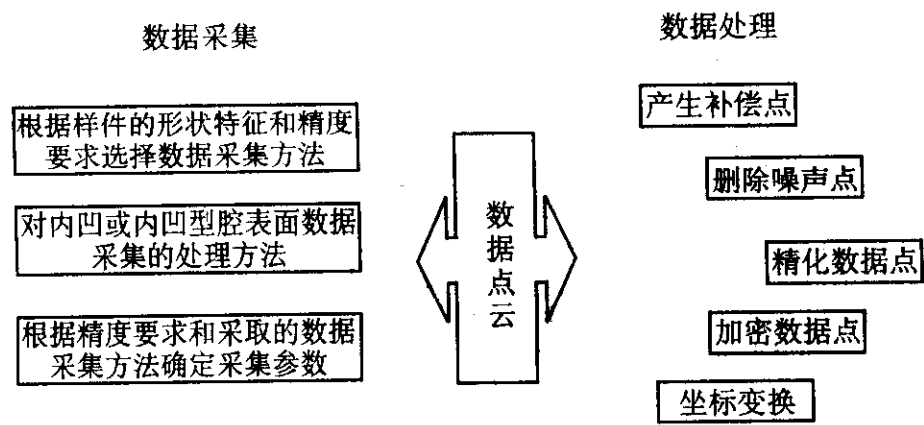 数据采集
根据样件的形状特征和精度
要求选择数据采集方法
对内凹或内凹型腔表面数据
采集的处理方法
根据精度要求和采取的数据
采集方法确定采集参数
数据点云
数据处理
产生补偿点
删除噪声点
精化数据点
加密数据点
坐标变换